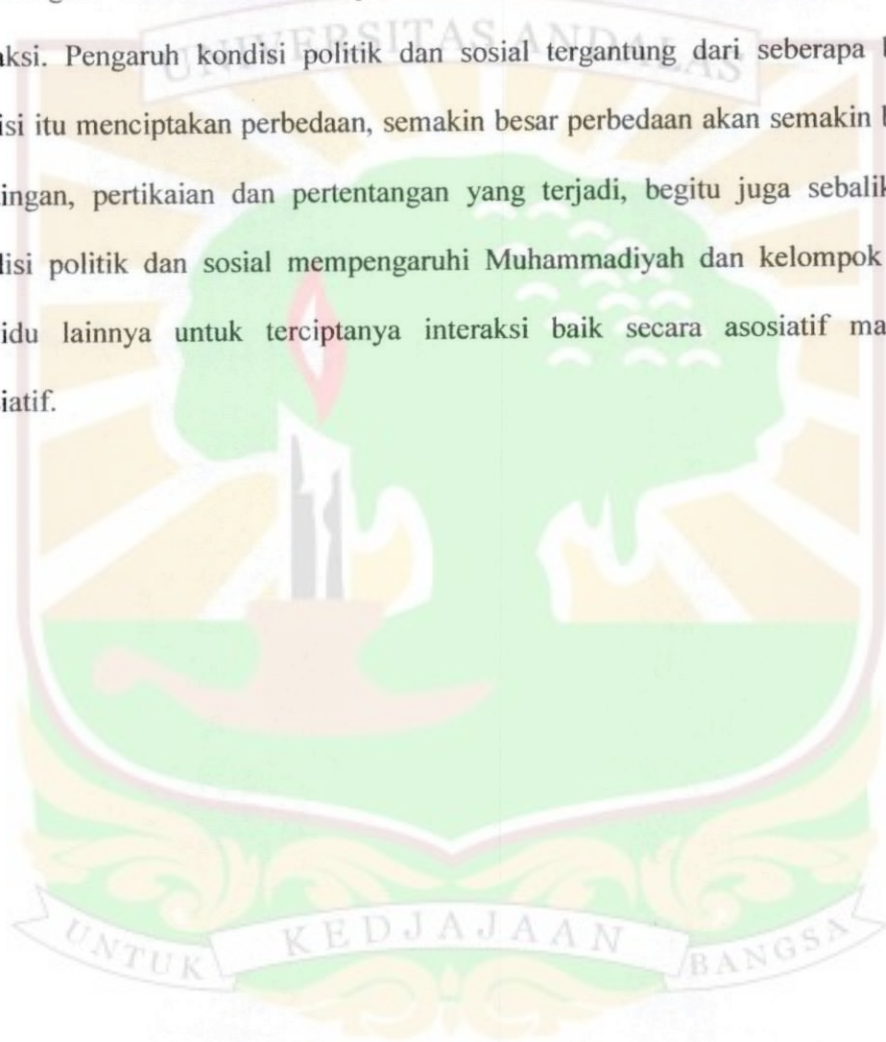 UNIVERSITAS ANDALAS
aksi. Pengaruh kondisi politik dan sosial tergantung dari seberapa
isi itu menciptakan perbedaan, semakin besar perbedaan akan semakin
ingan, pertikaian dan pertentangan yang terjadi, begitu juga sebalik
lisi politik dan sosial mempengaruhi Muhammadiyah dan kelompok
idu lainnya untuk terciptanya interaksi baik secara asosiatif ma
iatif.
UNTUK KEDJAJAAN BANGSA